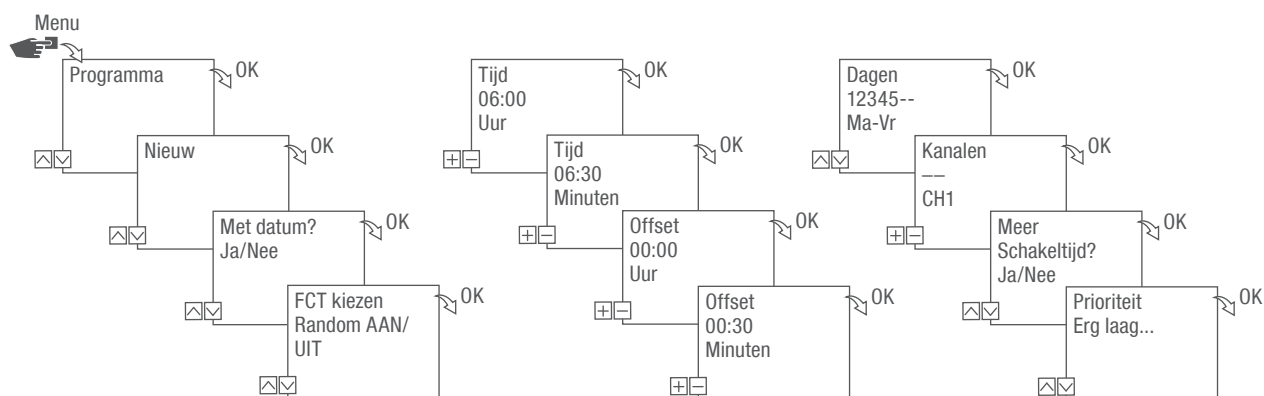 Menu
Programma
OK
Nieuw
OK
Met datum?
Ja/Nee
OK
FCT kiezen
Random AAN/
UIT
OK
Tijd
06:00
Uur
OK
Tijd
06:30
Minuten
OK
Offset
00:00
Uur
OK
Offset
00:30
Minuten
OK
Dagen
12345--
Ma-Vr
OK
Kanalen
––
CH1
OK
Meer
Schakeltijd?
Ja/Nee
OK
Prioriteit
Erg laag...
OK